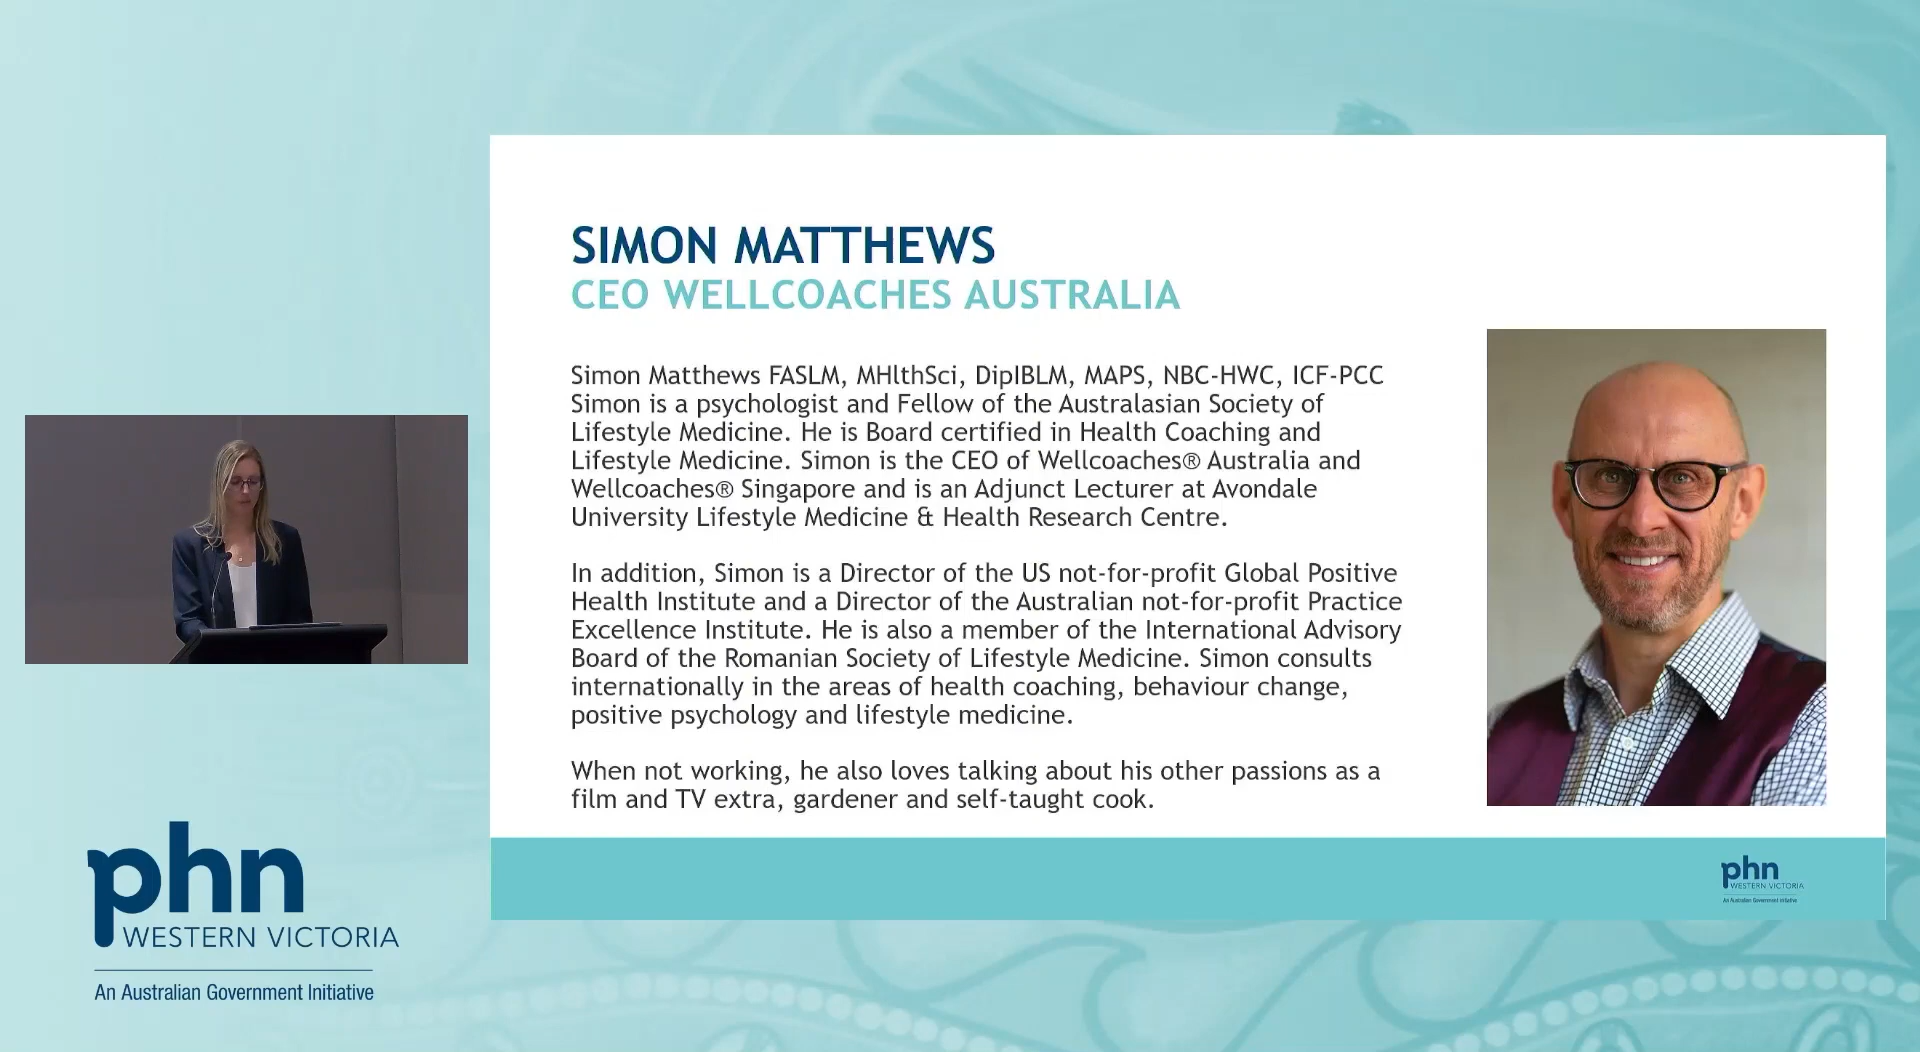 SIMON MATTHEWS
CEO WELLCOACHES AUSTRALIA
Simon Matthews FASLM, MHlthSci, DipIBLM, MAPS, NBC-HWC, ICF-PCC
Simon is a psychologist and Fellow of the Australasian Society of
Lifestyle Medicine. He is Board certified in Health Coaching and
Lifestyle Medicine. Simon is the CEO of Wellcoaches® Australia and
Wellcoaches® Singapore and is an Adjunct Lecturer at Avondale
University Lifestyle Medicine & Health Research Centre.
In addition, Simon is a Director of the US not-for-profit Global Positive
Health Institute and a Director of the Australian not-for-profit Practice
Excellence Institute. He is also a member of the International Advisory
Board of the Romanian Society of Lifestyle Medicine. Simon consults
internationally in the areas of health coaching, behaviour change,
positive psychology and lifestyle medicine.
When not working, he also loves talking about his other passions as a
film and TV extra, gardener and self-taught cook.
phn
WESTERN VICTORIA
An Australian Government Initiative
phn
WESTERN VICTORIA
An Australian Government Initiative